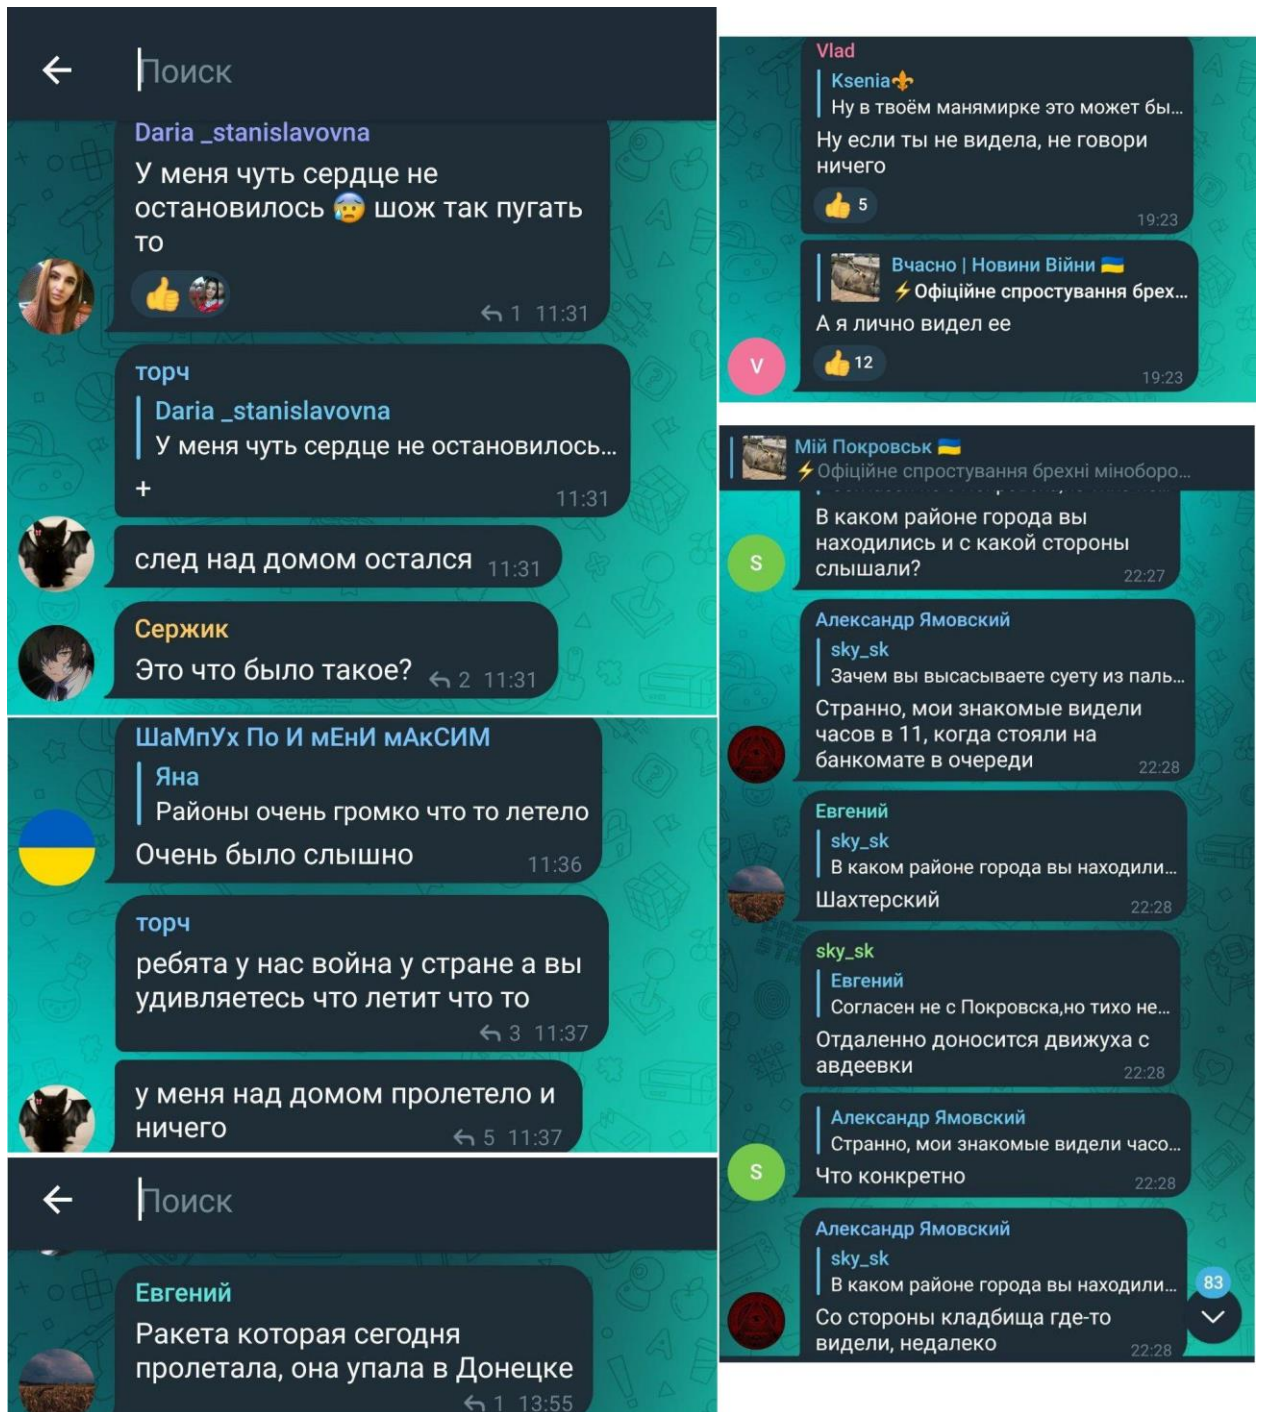 Поиск
Daria _stanislavovna
У меня чуть сердце не
остановилось 😰 шож так пугать
то
1 11:31
торч
Daria _stanislavovna
У меня чуть сердце не остановилось...
+
11:31
след над домом остался 11:31
Сержик
Это что было такое? 2 11:31
ШаМпУх По И мЕнИ мАкСИМ
Яна
Районы очень громко что то летело
Очень было слышно 11:36
торч
ребята у нас война у стране а вы
удивляетесь что летит что то
3 11:37
у меня над домом пролетело и
ничего 5 11:37
Поиск
Евгений
Ракета которая сегодня
пролетала, она упала в Донецке
1 13:55
Vlad
Ksenia⚜️
Ну в твоём манямирке это может бы...
Ну если ты не видела, не говори
ничего
👍 5
19:23
Вчасно | Новини Війни 🇺🇦
⚡Офіційне спростування брех...
А я лично видел ее
V
👍 12
19:23
Мій Покровськ 🇺🇦
⚡Офіційне спростування брехні міноборо...
В каком районе города вы
находились и с какой стороны
слышали?
S
22:27
Александр Ямовский
sky_sk
Зачем вы высасываете суету из паль...
Странно, мои знакомые видели
часов в 11, когда стояли на
банкомате в очереди 22:28
Евгений
sky_sk
В каком районе города вы находили...
Шахтерский 22:28
sky_sk
Евгений
Согласен не с Покровска,но тихо не...
Отдаленно доносится движуха с
авдеевки 22:28
Александр Ямовский
Странно, мои знакомые видели часо...
S
Что конкретно 22:28
Александр Ямовский
sky_sk
В каком районе города вы находили...
83
Со стороны кладбища где-то
видели, недалеко 22:28